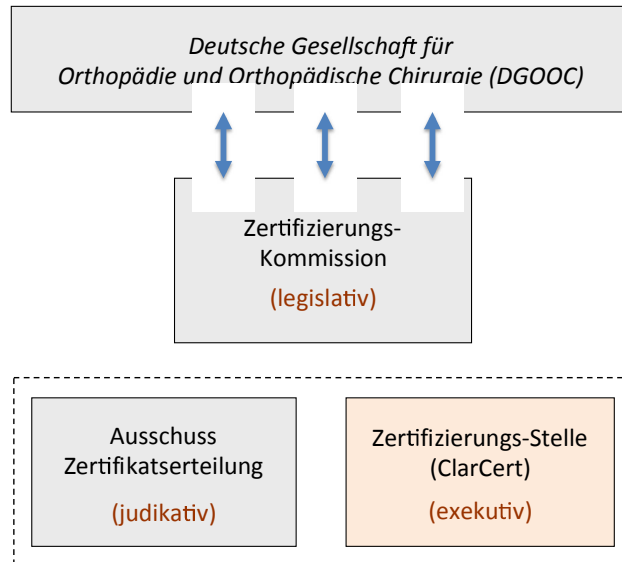 Deutsche Gesellschaft für
Orthopädie und Orthopädische Chirurgie (DGOOC)
Zertifizierungs-
Kommission
(legislativ)
Ausschuss
Zertifikatserteilung
(judikativ)
Zertifizierungs-Stelle
(ClarCert)
(exekutiv)